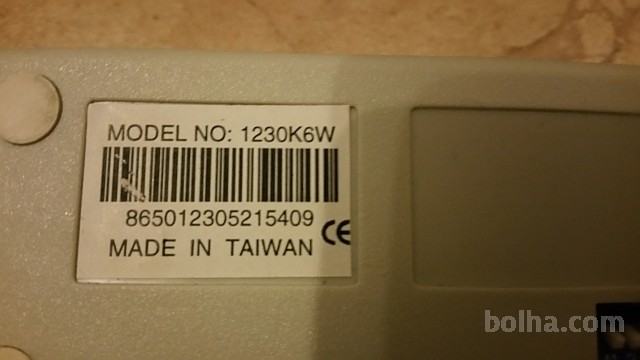 MODEL NO: 1230K6W
865012305215409
CE
MADE IN TAIWAN
bolha.com